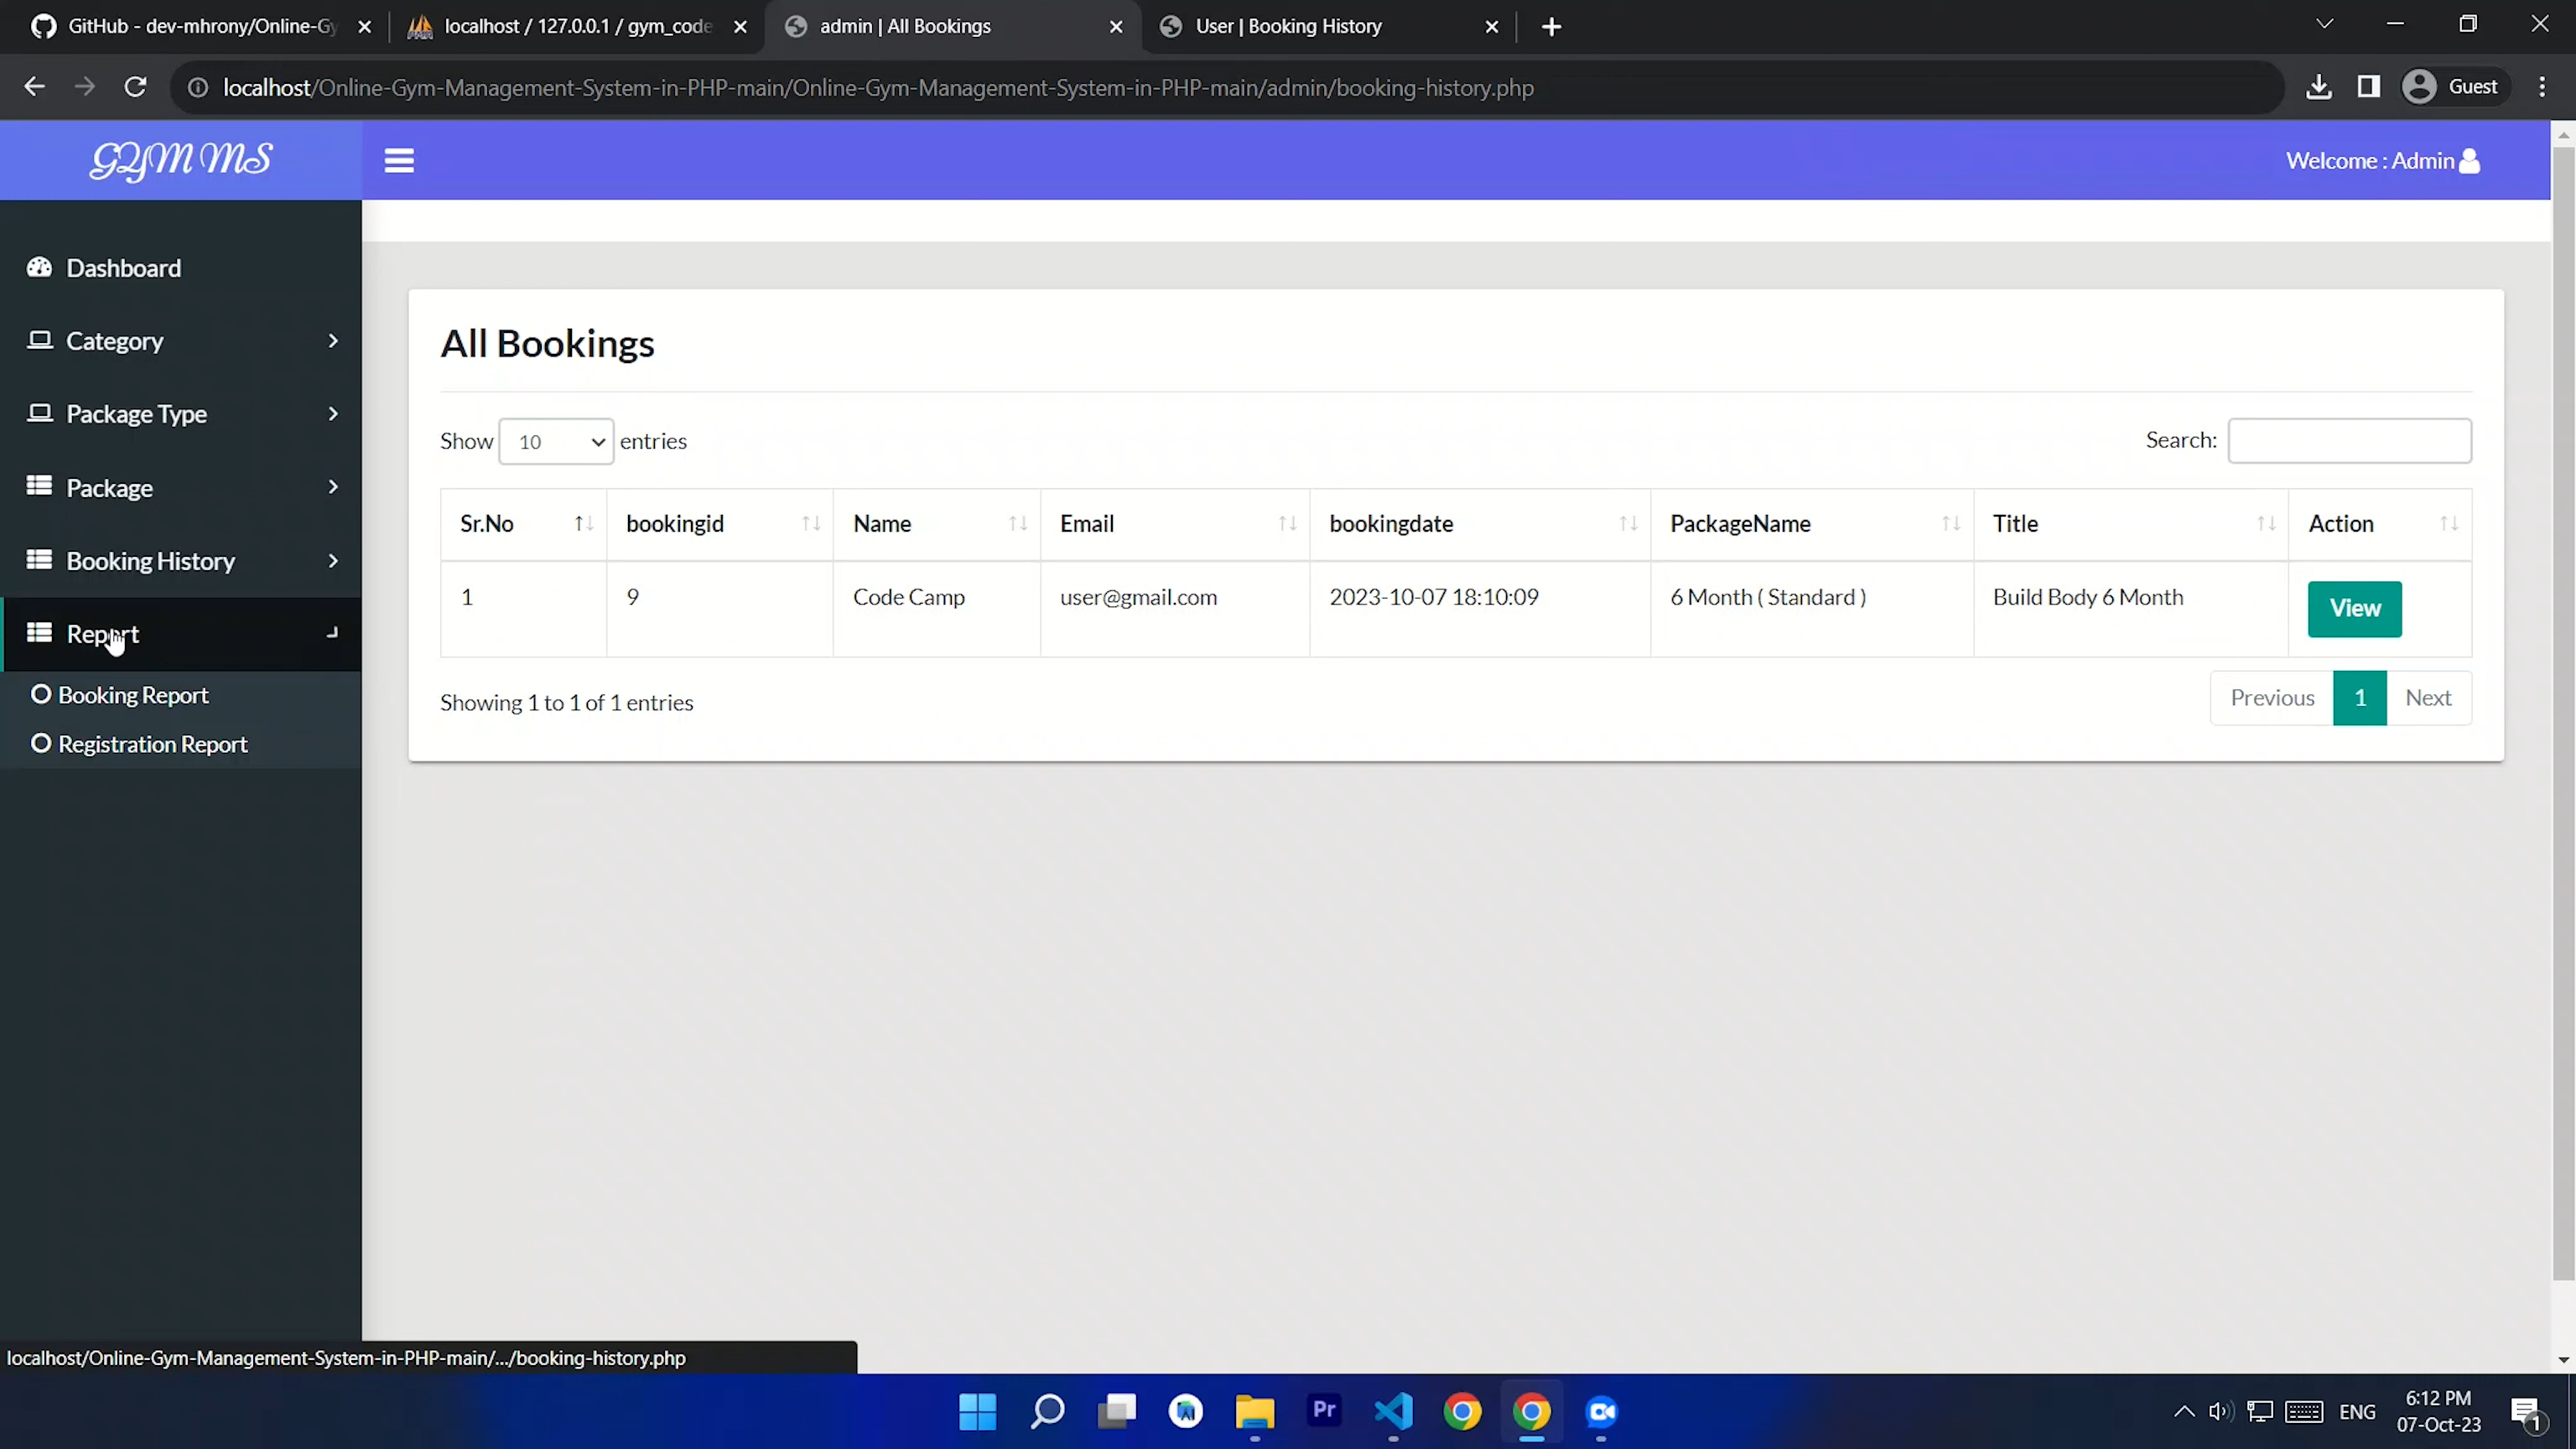 GitHub - dev-mhrony/Online-Gy
localhost / 127.0.0.1 / gym_code
admin | All Bookings
User | Booking History
localhost/Online-Gym-Management-System-in-PHP-main/Online-Gym-Management-System-in-PHP-main/admin/booking-history.php
Guest
GYM MS
Welcome : Admin
Dashboard
Category
Package Type
Package
Booking History
Report
Booking Report
Registration Report
All Bookings
Show 10 entries
Search:
Sr.No bookingid Name Email bookingdate PackageName Title Action
1 9 Code Camp user@gmail.com 2023-10-07 18:10:09 6 Month ( Standard ) Build Body 6 Month View
Showing 1 to 1 of 1 entries
Previous 1 Next
localhost/Online-Gym-Management-System-in-PHP-main/.../booking-history.php
Pr
ENG
6:12 PM
07-Oct-23
1